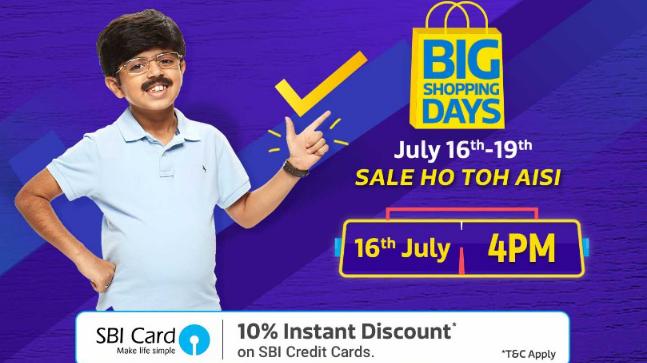 BIG
SHOPPING
DAYS
July 16th-19th
SALE HO TOH AISI
16th July 4PM
SBI Card
Make life simple
10% Instant Discount*
on SBI Credit Cards.
*T&C Apply